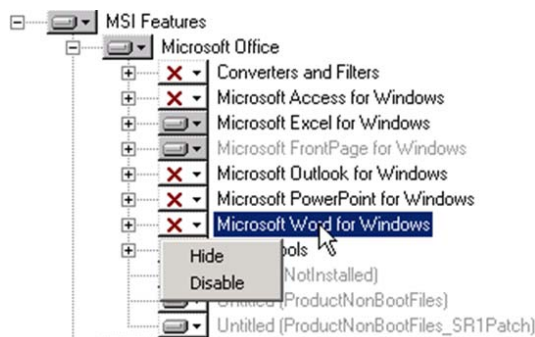 MSI Features
Microsoft Office
Converters and Filters
Microsoft Access for Windows
Microsoft Excel for Windows
Microsoft FrontPage for Windows
Microsoft Outlook for Windows
Microsoft PowerPoint for Windows
Microsoft Word for Windows
ools
Hide
NotInstalled)
Disable
Untitled (ProductNonBootFiles)
Untitled (ProductNonBootFiles_SR1Patch)